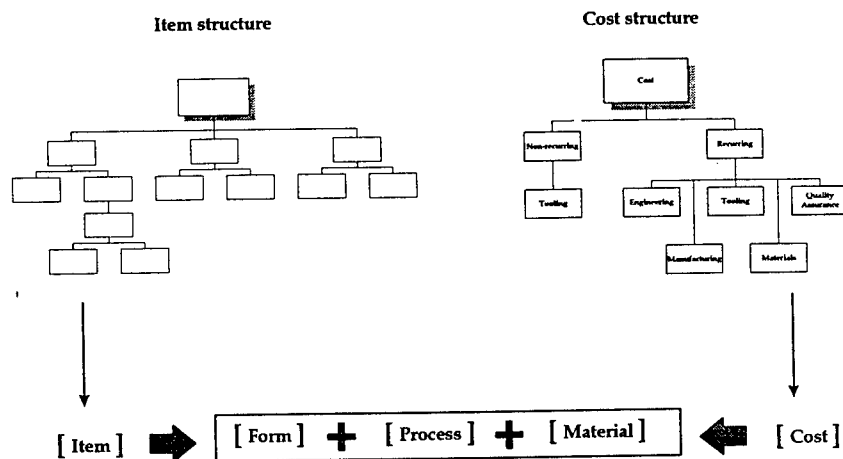 Item structure
Cost structure
Cost
Non-recurring
Recurring
Tooling
Engineering
Tooling
Quality
Assurance
Manufacturing
Materials
[ Item ]
[ Form ] + [ Process ] + [ Material ]
[ Cost ]